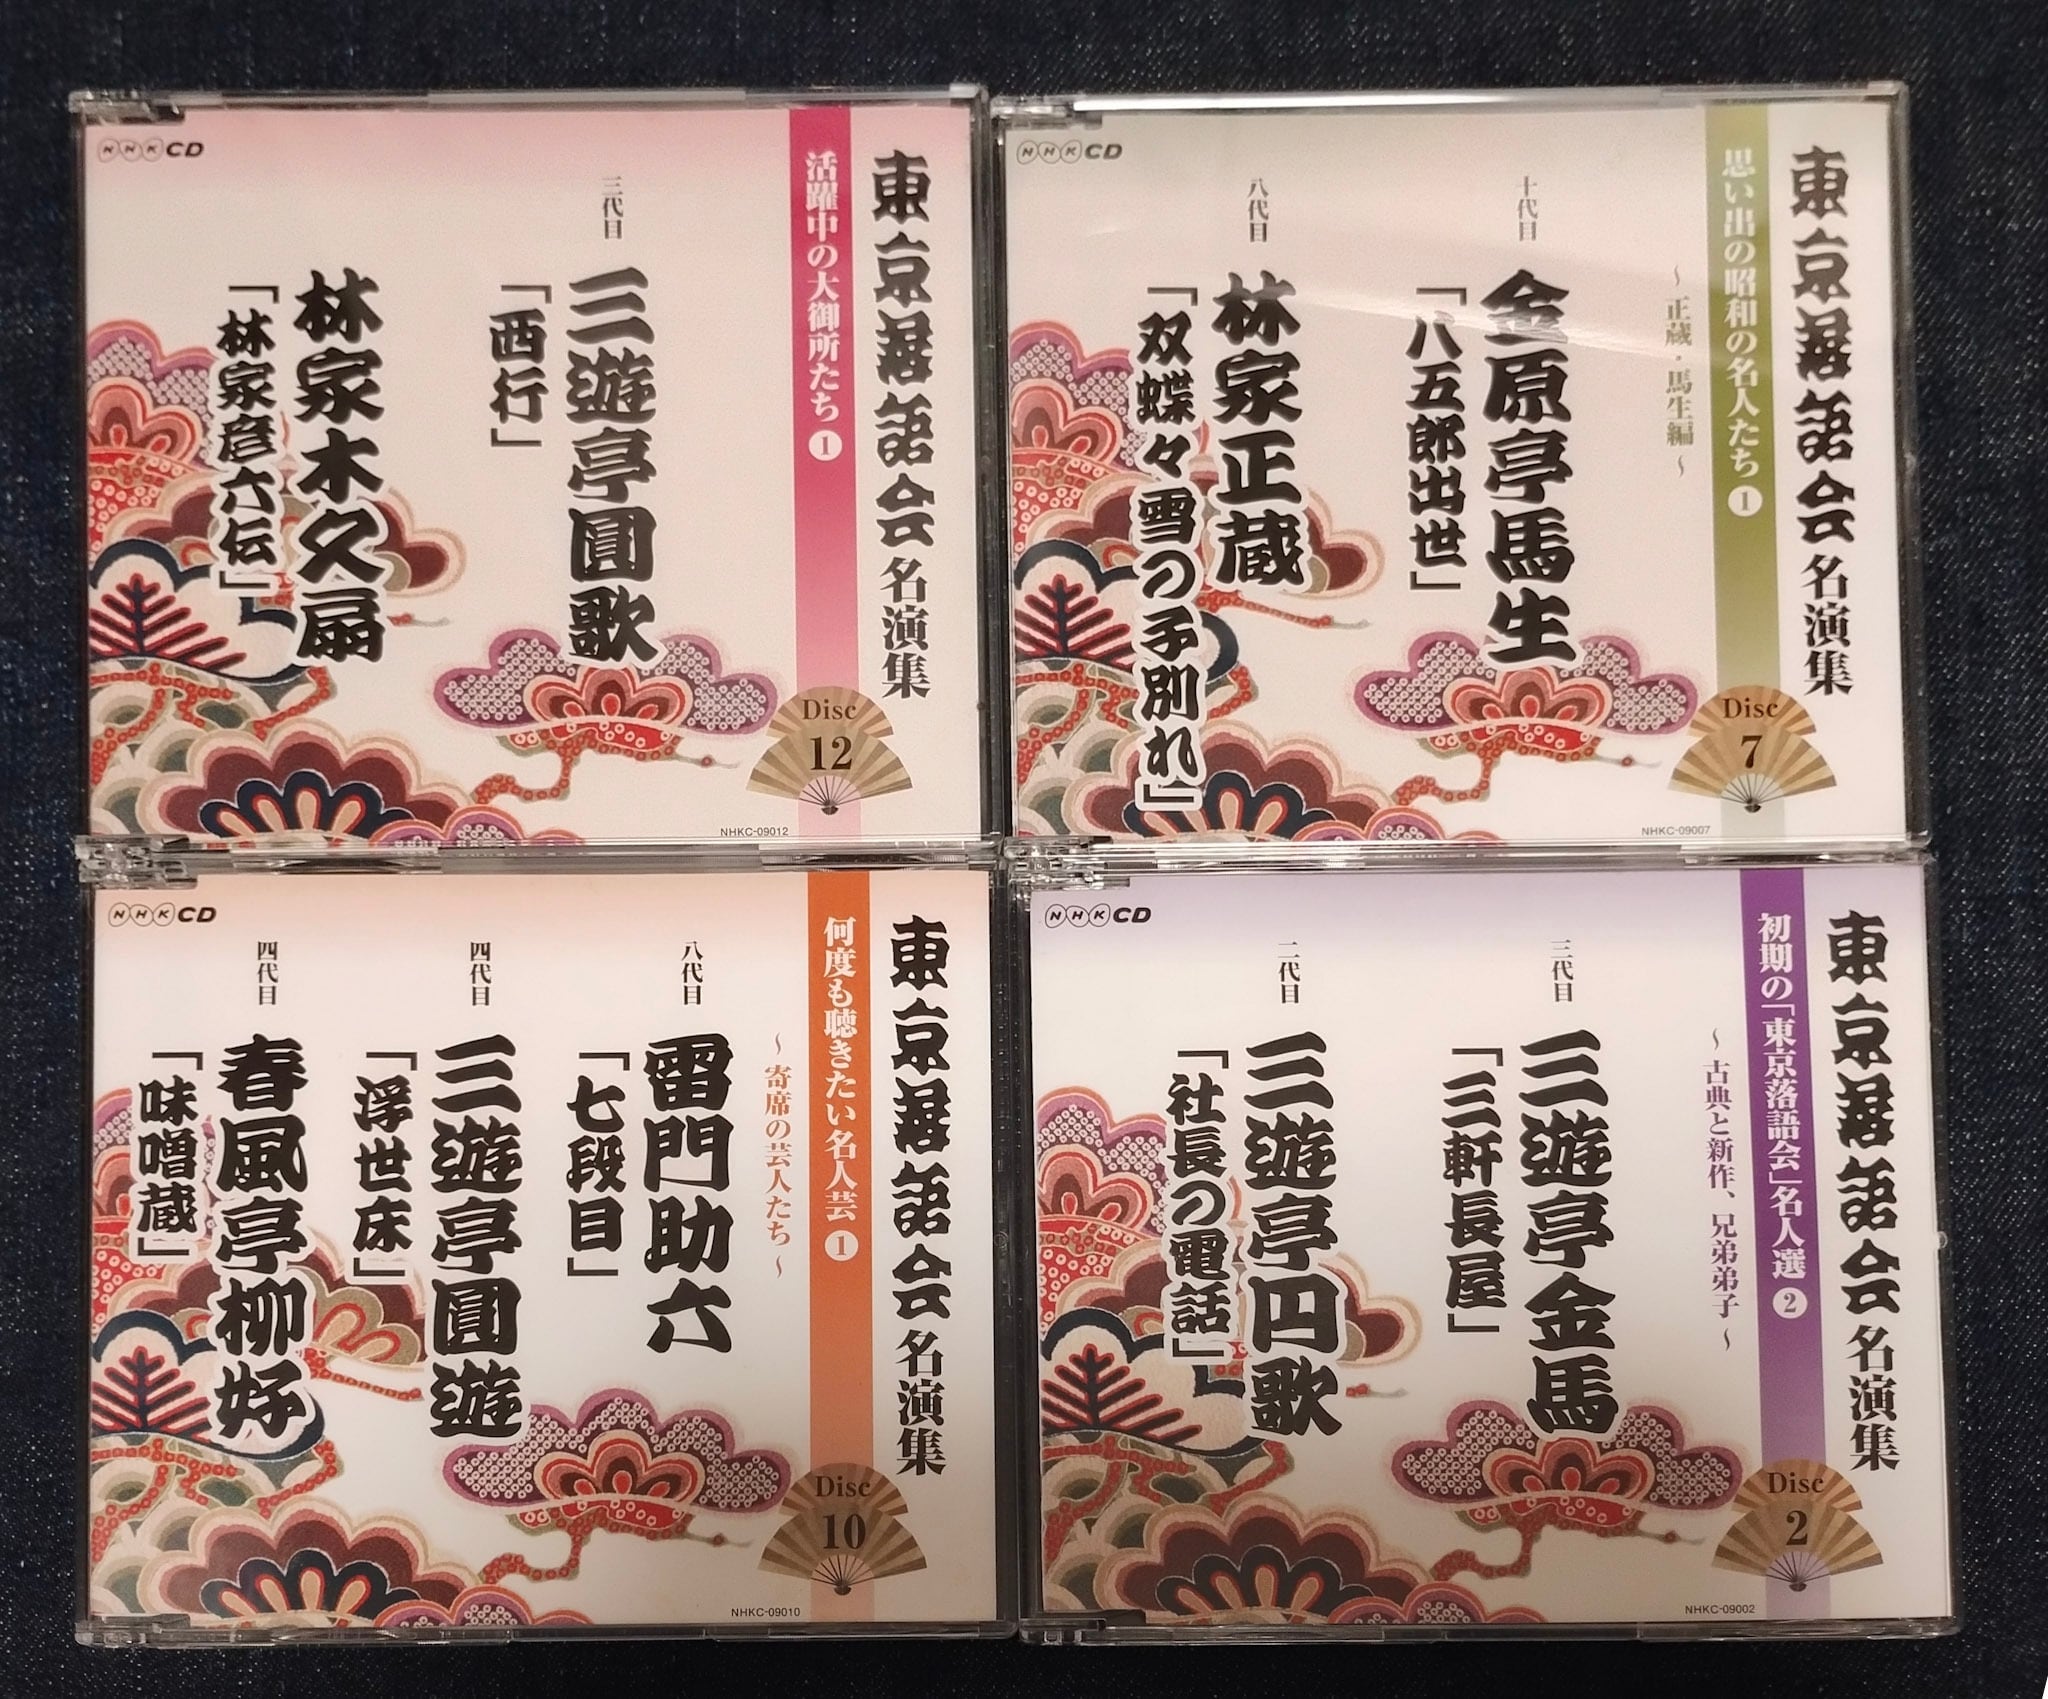 NHK CD
東京落語会 名演集
活躍中の大御所たち 1
三代目
三遊亭圓歌
「西行」
林家木久扇
「林家彦六伝」
Disc
12
NHKC-09012
NHK CD
東京落語会 名演集
思い出の昭和の名人たち 1
～正蔵・馬生編～
十代目
金原亭馬生
「八五郎出世」
八代目
林家正蔵
「双蝶々雪の子別れ」
Disc
7
NHKC-09007
NHK CD
東京落語会 名演集
何度も聴きたい名人芸 1
～寄席の芸人たち～
八代目
雷門助六
「七段目」
四代目
三遊亭圓遊
「浮世床」
四代目
春風亭柳好
「味噌蔵」
Disc
10
NHKC-09010
NHK CD
東京落語会 名演集
初期の「東京落語会」名人選 2
～古典と新作、兄弟弟子～
三代目
三遊亭金馬
「三軒長屋」
二代目
三遊亭円歌
「社長の電話」
Disc
2
NHKC-09002